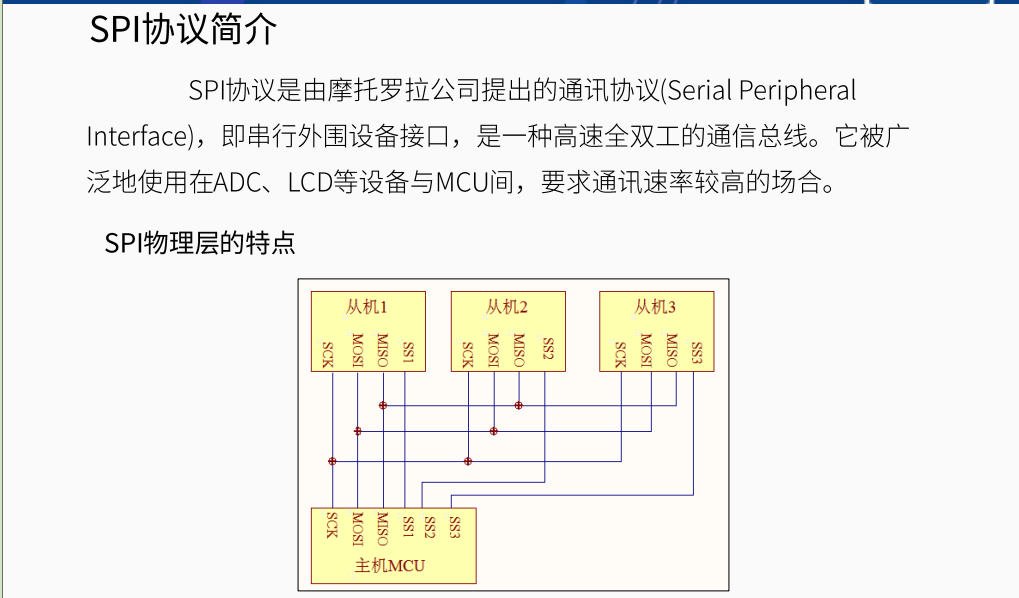 SPI协议简介
SPI协议是由摩托罗拉公司提出的通讯协议(Serial Peripheral
Interface)，即串行外围设备接口，是一种高速全双工的通信总线。它被广
泛地使用在ADC、LCD等设备与MCU间，要求通讯速率较高的场合。
SPI物理层的特点
从机1
SCK
MOSI
MISO
SS1
从机2
SCK
MOSI
MISO
SS2
从机3
SCK
MOSI
MISO
SS3
SCK
MOSI
MISO
SS1
SS2
SS3
主机MCU